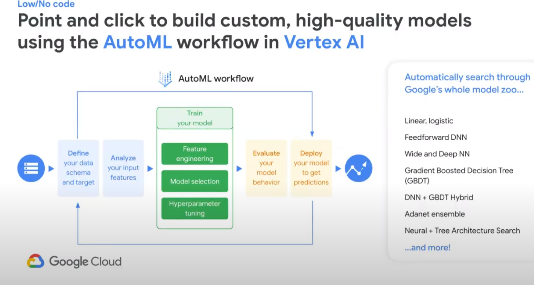 Low/No code
Point and click to build custom, high-quality models
using the AutoML workflow in Vertex AI
AutoML workflow
Define
your data
schema
and target
Analyze
your input
features
Train
your model
Feature
engineering
Model selection
Hyperparameter
tuning
Evaluate
your
model
behavior
Deploy
your model
to get
predictions
Automatically search through
Google's whole model zoo...
Linear, logistic
Feedforward DNN
Wide and Deep NN
Gradient Boosted Decision Tree
(GBDT)
DNN + GBDT Hybrid
Adanet ensemble
Neural + Tree Architecture Search
...and more!
Google Cloud